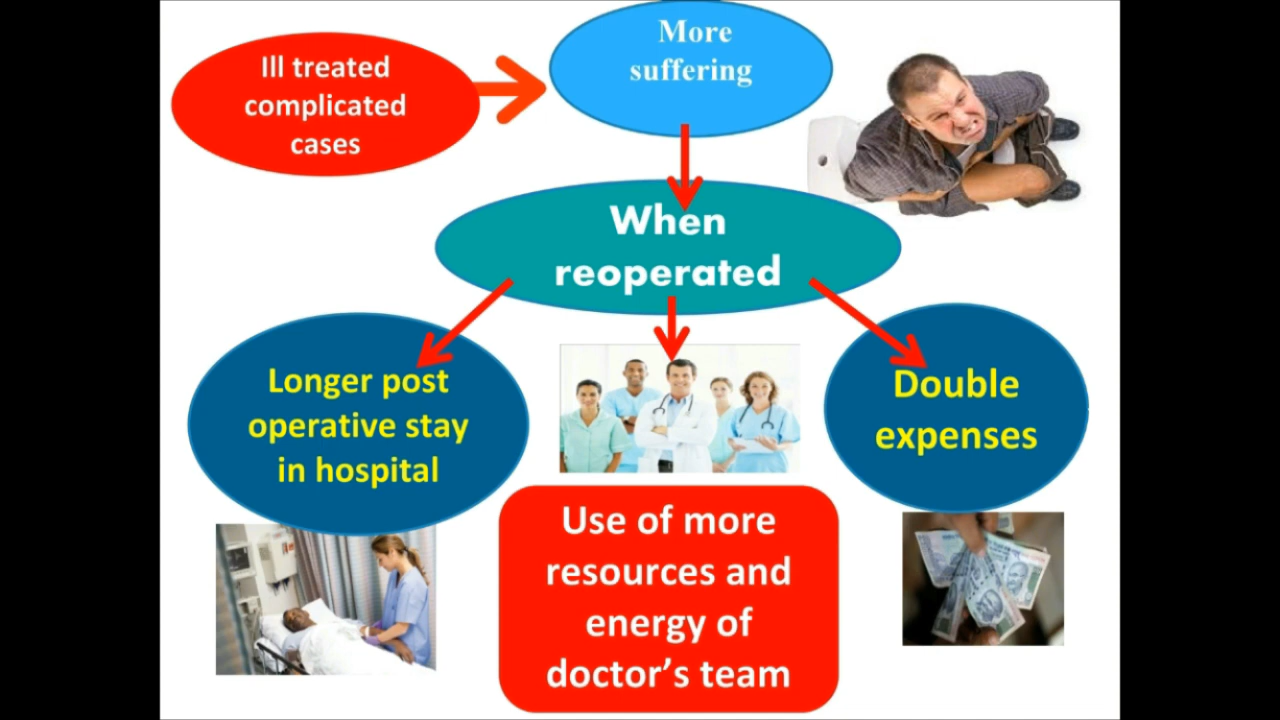 Ill treated
complicated
cases
More
suffering
When
reoperated
Longer post
operative stay
in hospital
Double
expenses
Use of more
resources and
energy of
doctor's team